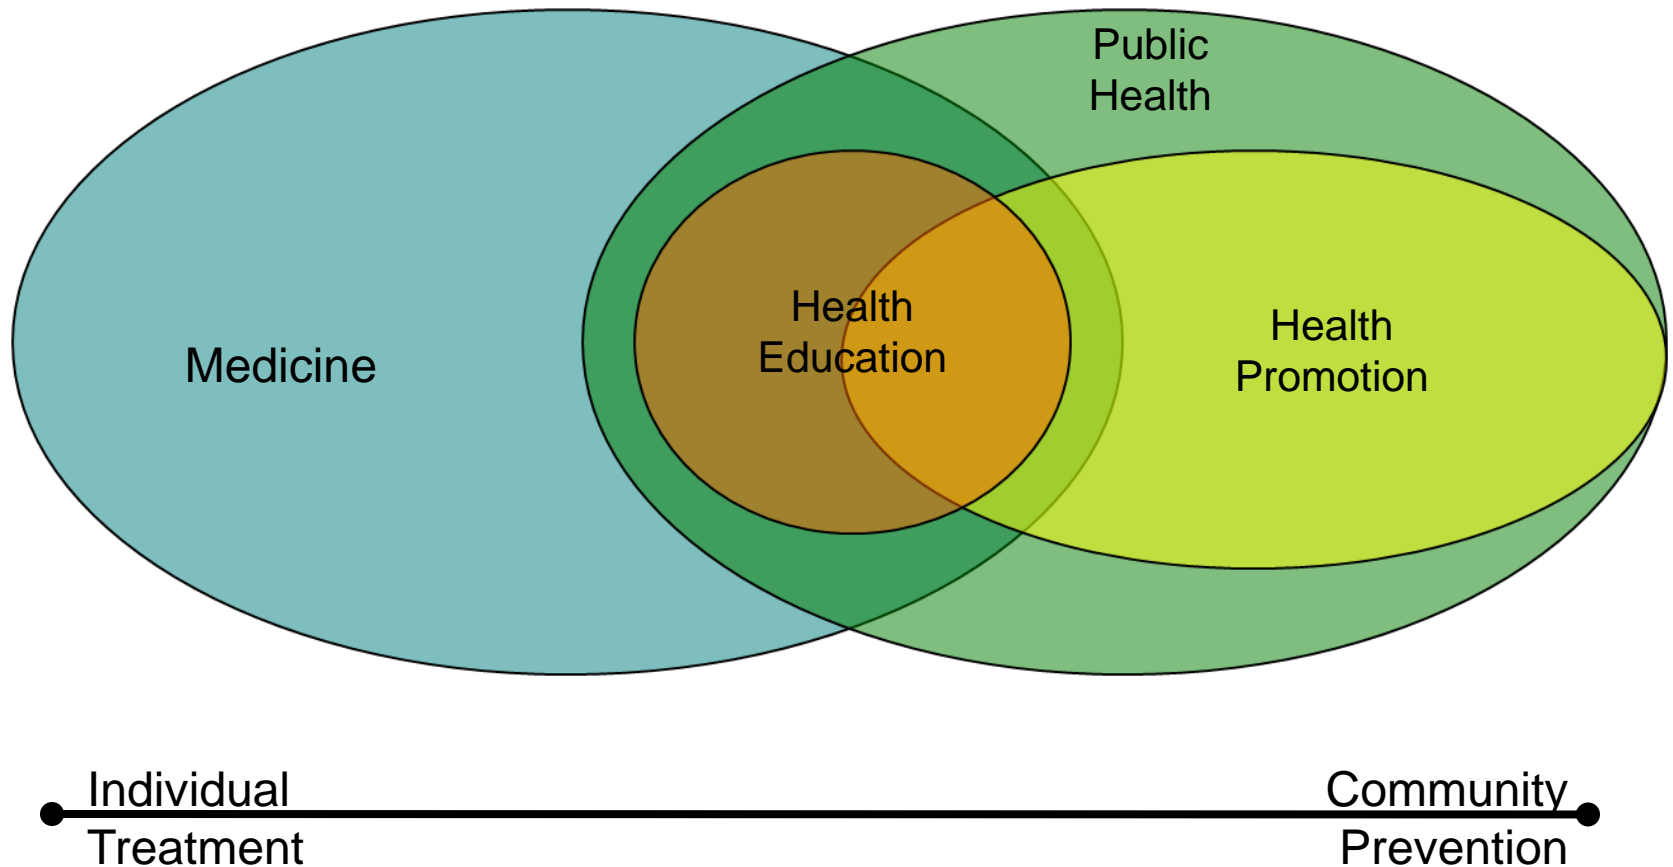 Public
Health
Health
Education
Health
Promotion
Medicine
Individual
Treatment
Community
Prevention